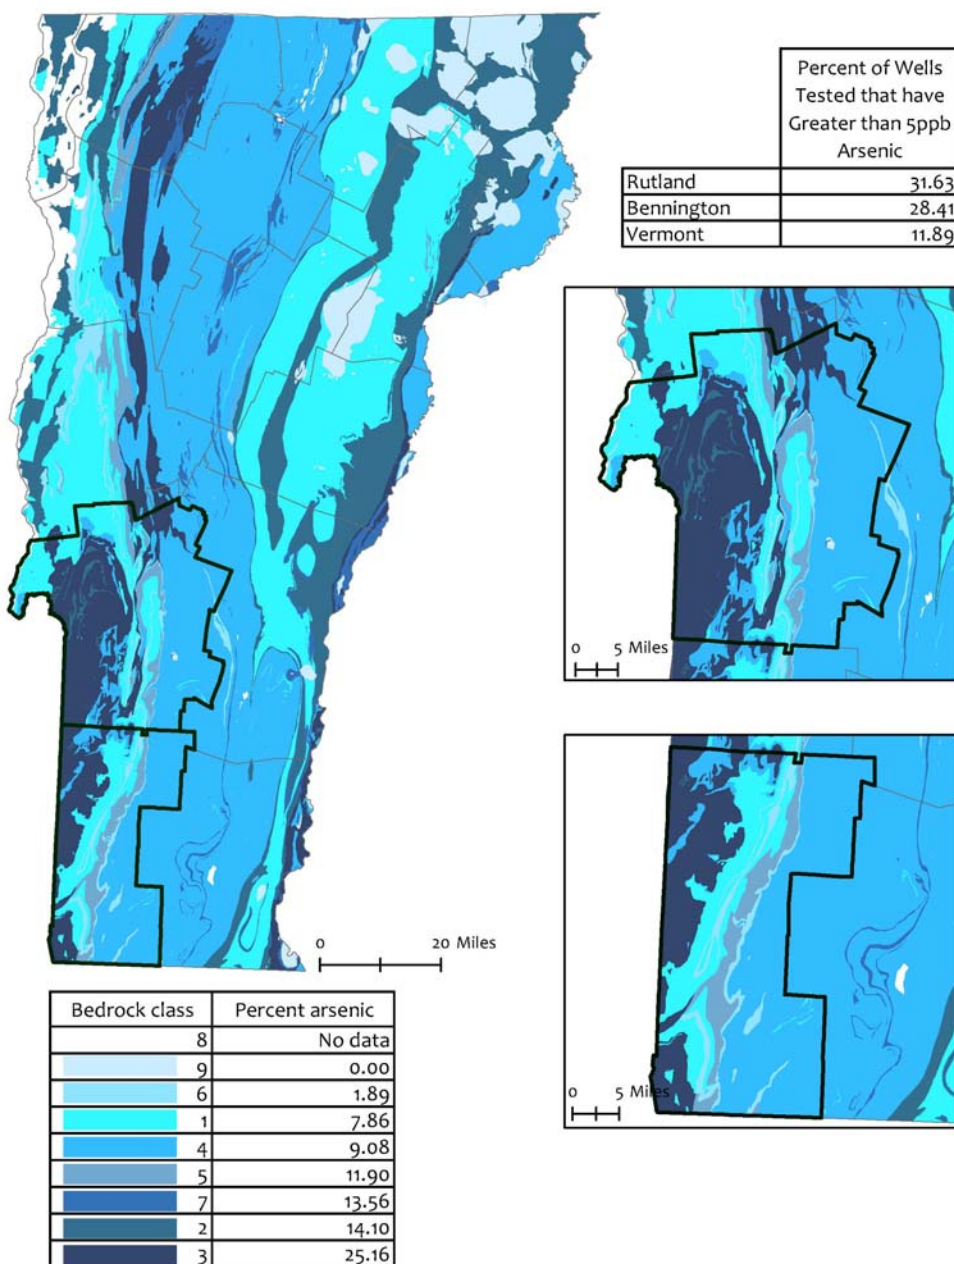 Percent of Wells
Tested that have
Greater than 5ppb
Arsenic
Rutland 31.63
Bennington 28.41
Vermont 11.89
0 5 Miles
0 5 Miles
0 20 Miles
Bedrock class Percent arsenic
8 No data
9 0.00
6 1.89
1 7.86
4 9.08
5 11.90
7 13.56
2 14.10
3 25.16